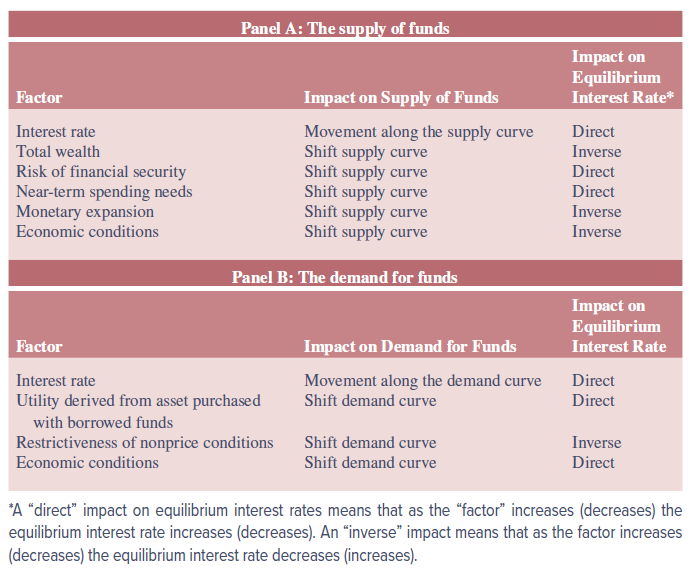 Panel A: The supply of funds
Impact on
Equilibrium
Factor Impact on Supply of Funds Interest Rate*
Interest rate Movement along the supply curve Direct
Total wealth Shift supply curve Inverse
Risk of financial security Shift supply curve Direct
Near-term spending needs Shift supply curve Direct
Monetary expansion Shift supply curve Inverse
Economic conditions Shift supply curve Inverse
Panel B: The demand for funds
Impact on
Equilibrium
Factor Impact on Demand for Funds Interest Rate
Interest rate Movement along the demand curve Direct
Utility derived from asset purchased Shift demand curve Direct
with borrowed funds
Restrictiveness of nonprice conditions Shift demand curve Inverse
Economic conditions Shift demand curve Direct
*A “direct” impact on equilibrium interest rates means that as the “factor” increases (decreases) the
equilibrium interest rate increases (decreases). An “inverse” impact means that as the factor increases
(decreases) the equilibrium interest rate decreases (increases).